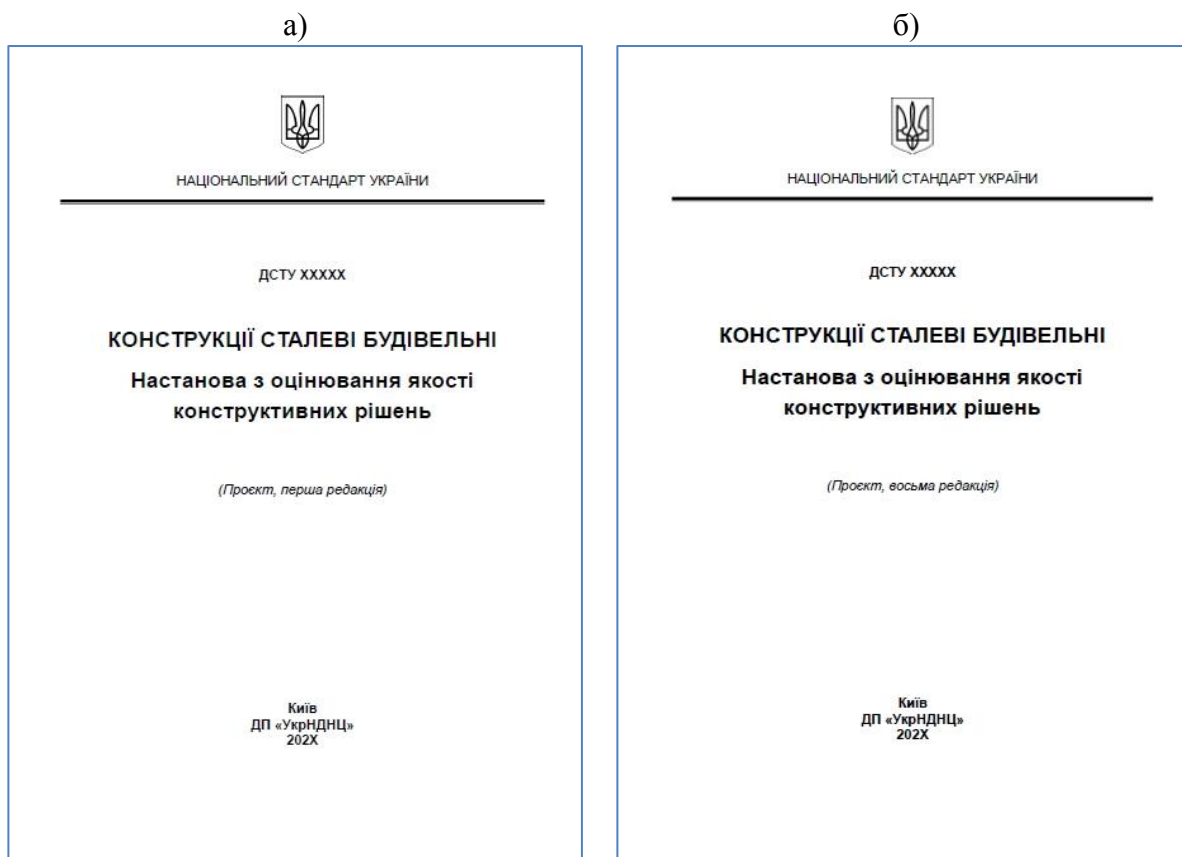 а)
НАЦІОНАЛЬНИЙ СТАНДАРТ УКРАЇНИ
ДСТУ ХХХХХ
КОНСТРУКЦІЇ СТАЛЕВІ БУДІВЕЛЬНІ
Настанова з оцінювання якості
конструктивних рішень
(Проєкт, перша редакція)
Київ
ДП «УкрНДНЦ»
202Х
б)
НАЦІОНАЛЬНИЙ СТАНДАРТ УКРАЇНИ
ДСТУ ХХХХХ
КОНСТРУКЦІЇ СТАЛЕВІ БУДІВЕЛЬНІ
Настанова з оцінювання якості
конструктивних рішень
(Проєкт, восьма редакція)
Київ
ДП «УкрНДНЦ»
202Х